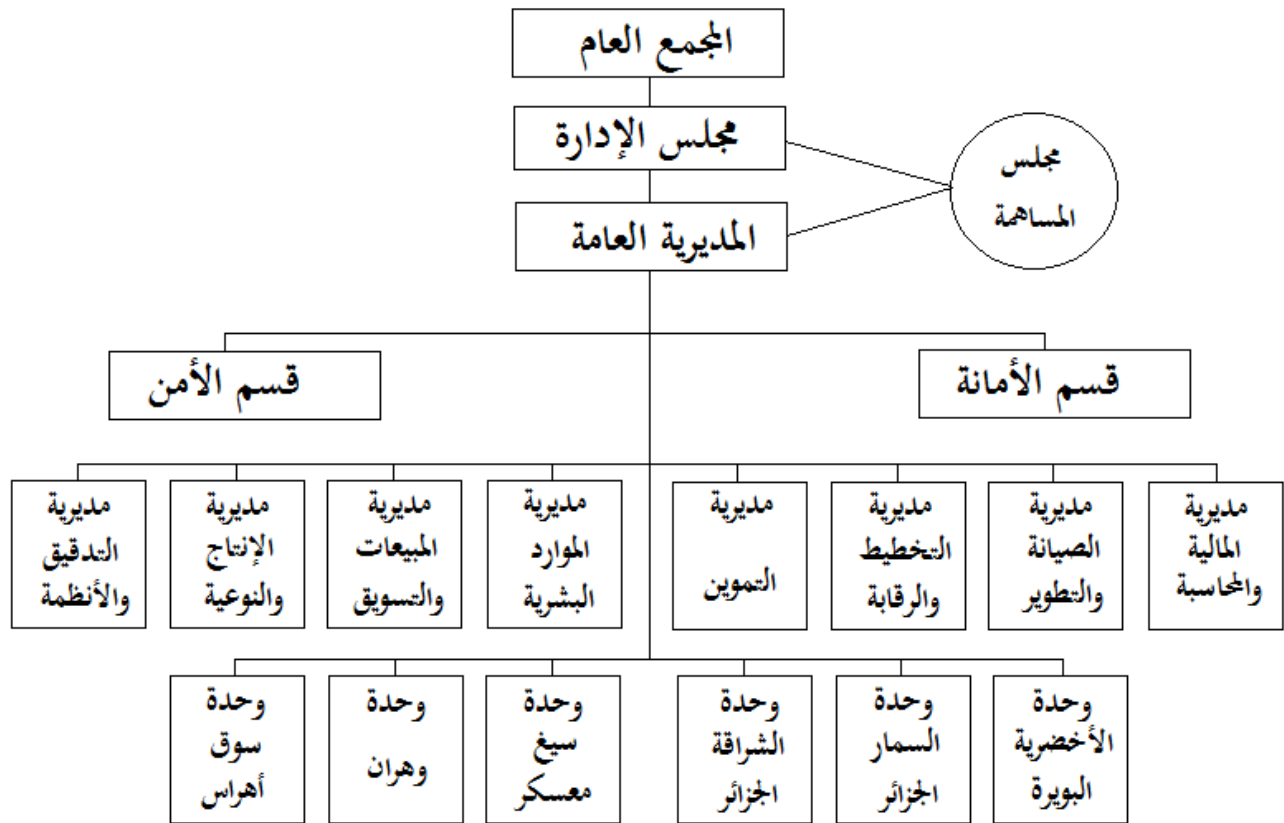 المجمع العام
مجلس الإدارة
مجلس
المساهمة
المديرية العامة
قسم الأمانة
قسم الأمن
مديرية
المالية
والمحاسبة
مديرية
الصيانة
والتطوير
مديرية
التخطيط
والرقابة
مديرية
التموين
مديرية
الموارد
البشرية
مديرية
المبيعات
والتسويق
مديرية
الإنتاج
والنوعية
مديرية
التدقيق
والأنظمة
وحدة
الأخضرية
البويرة
وحدة
السمار
الجزائر
وحدة
الشراقة
الجزائر
وحدة
سيغ
معسكر
وحدة
وهران
وحدة
سوق
أهراس